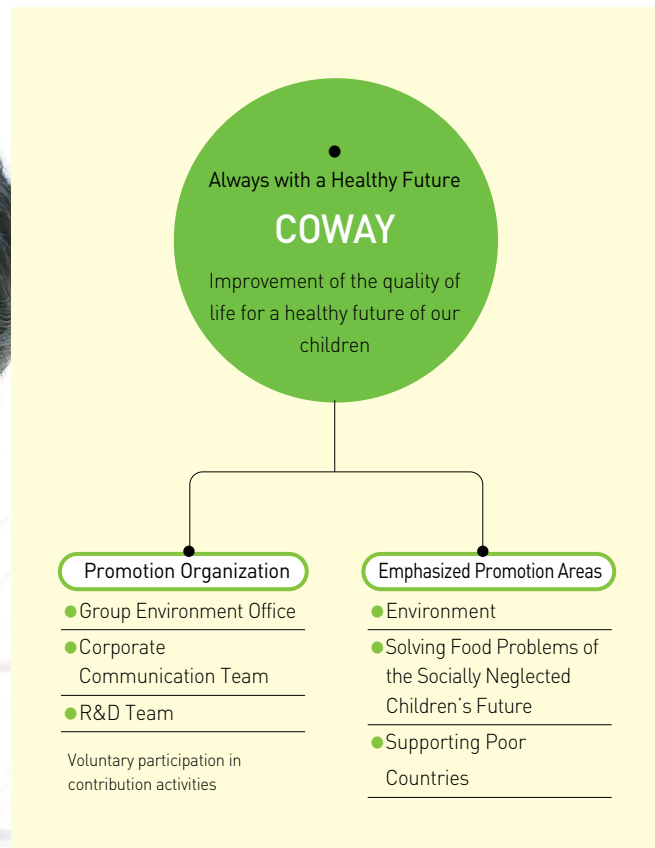 Always with a Healthy Future
COWAY
Improvement of the quality of
life for a healthy future of our
children
Promotion Organization
Group Environment Office
Corporate
Communication Team
R&D Team
Voluntary participation in
contribution activities
Emphasized Promotion Areas
Environment
Solving Food Problems of
the Socially Neglected
Children’s Future
Supporting Poor
Countries